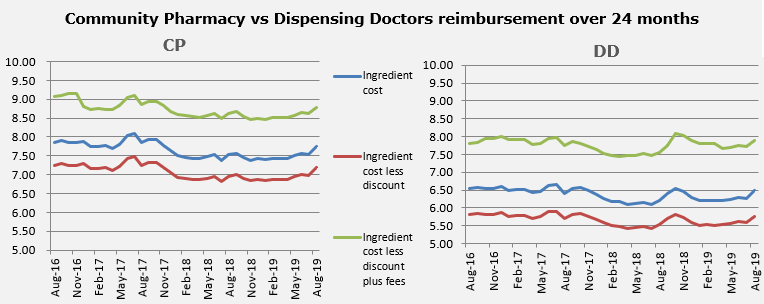 Community Pharmacy vs Dispensing Doctors reimbursement over 24 months
CP
10.00
9.50
9.00
8.50
8.00
7.50
7.00
6.50
6.00
5.50
5.00
Aug-16
Nov-16
Feb-17
May-17
Aug-17
Nov-17
Feb-18
May-18
Aug-18
Nov-18
Feb-19
May-19
Aug-19
Ingredient
cost
Ingredient
cost less
discount
Ingredient
cost less
discount
plus fees
DD
10.00
9.50
9.00
8.50
8.00
7.50
7.00
6.50
6.00
5.50
5.00
Aug-16
Nov-16
Feb-17
May-17
Aug-17
Nov-17
Feb-18
May-18
Aug-18
Nov-18
Feb-19
May-19
Aug-19